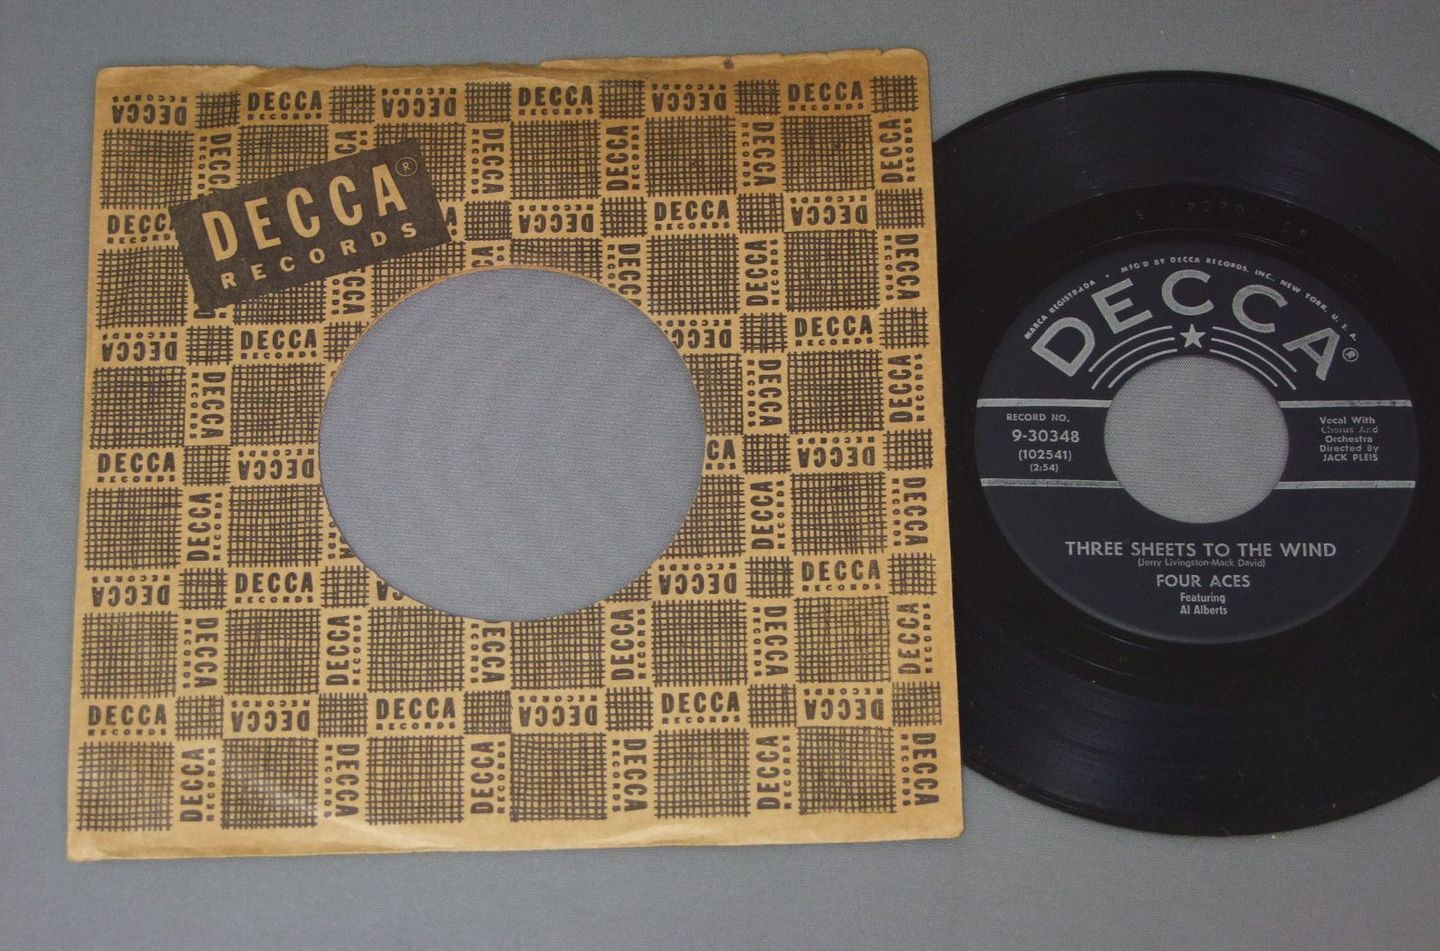 DECCA®
RECORDS
DECCA
RECORDS
MARCA REGISTRADA • MFG'D BY DECCA RECORDS, INC., NEW YORK, U. S. A.
DECCA®
RECORD NO.
9-30348
(102541)
(2:54)
Vocal With
Chorus And
Orchestra
Directed By
JACK PLEIS
THREE SHEETS TO THE WIND
(Jerry Livingston-Mack David)
FOUR ACES
Featuring
Al Alberts